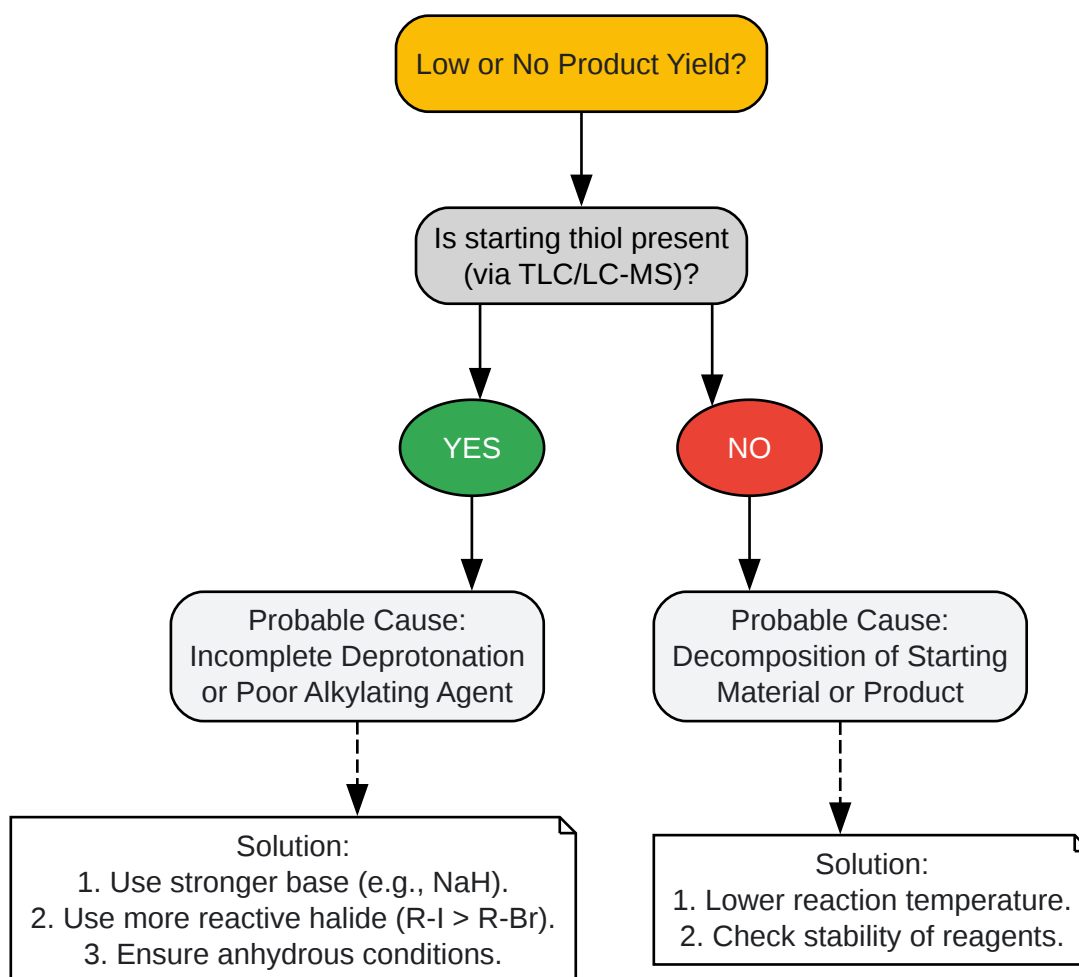 Low or No Product Yield?
Is starting thiol present
(via TLC/LC-MS)?
YES
NO
Probable Cause:
Incomplete Deprotonation
or Poor Alkylating Agent
Probable Cause:
Decomposition of Starting
Material or Product
Solution:
1. Use stronger base (e.g., NaH).
2. Use more reactive halide (R-I > R-Br).
3. Ensure anhydrous conditions.
Solution:
1. Lower reaction temperature.
2. Check stability of reagents.